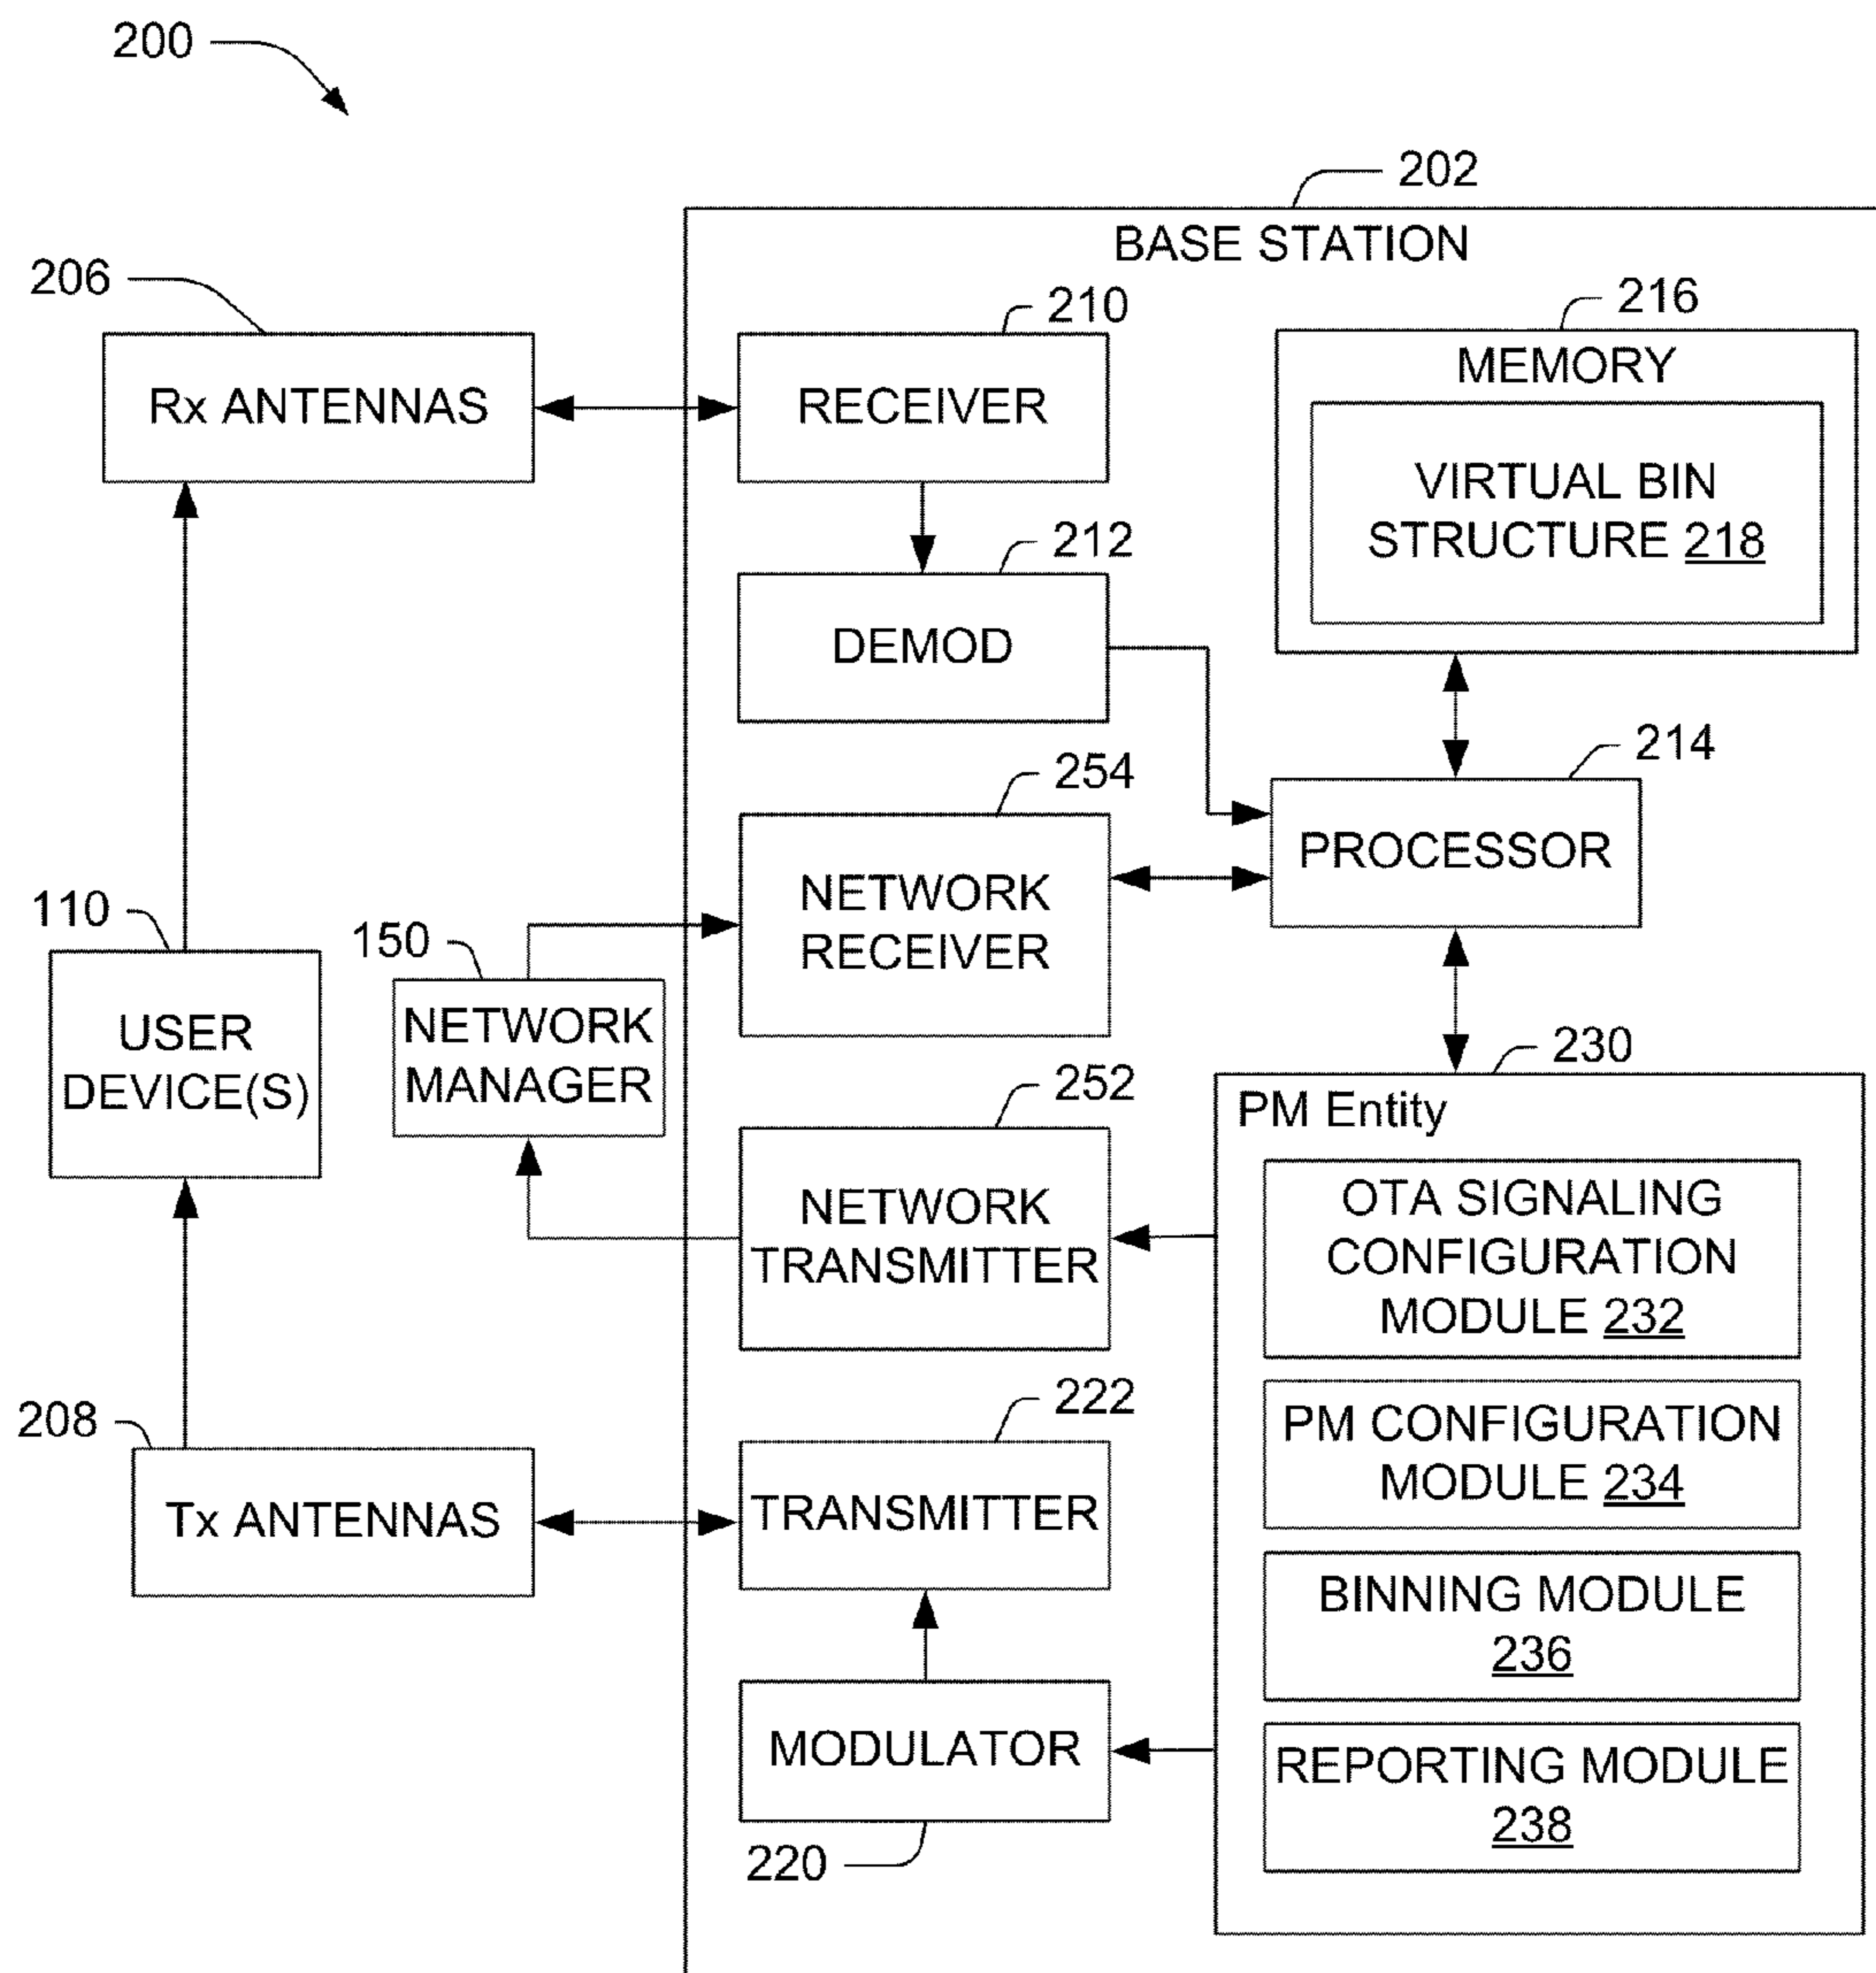 200
202
BASE STATION
206
210
216
Rx ANTENNAS
RECEIVER
MEMORY
VIRTUAL BIN
STRUCTURE 218
212
DEMOD
214
PROCESSOR
254
NETWORK
RECEIVER
110
USER
DEVICE(S)
150
NETWORK
MANAGER
252
NETWORK
TRANSMITTER
230
PM Entity
OTA SIGNALING
CONFIGURATION
MODULE 232
PM CONFIGURATION
MODULE 234
BINNING MODULE
236
REPORTING MODULE
238
208
Tx ANTENNAS
222
TRANSMITTER
MODULATOR
220